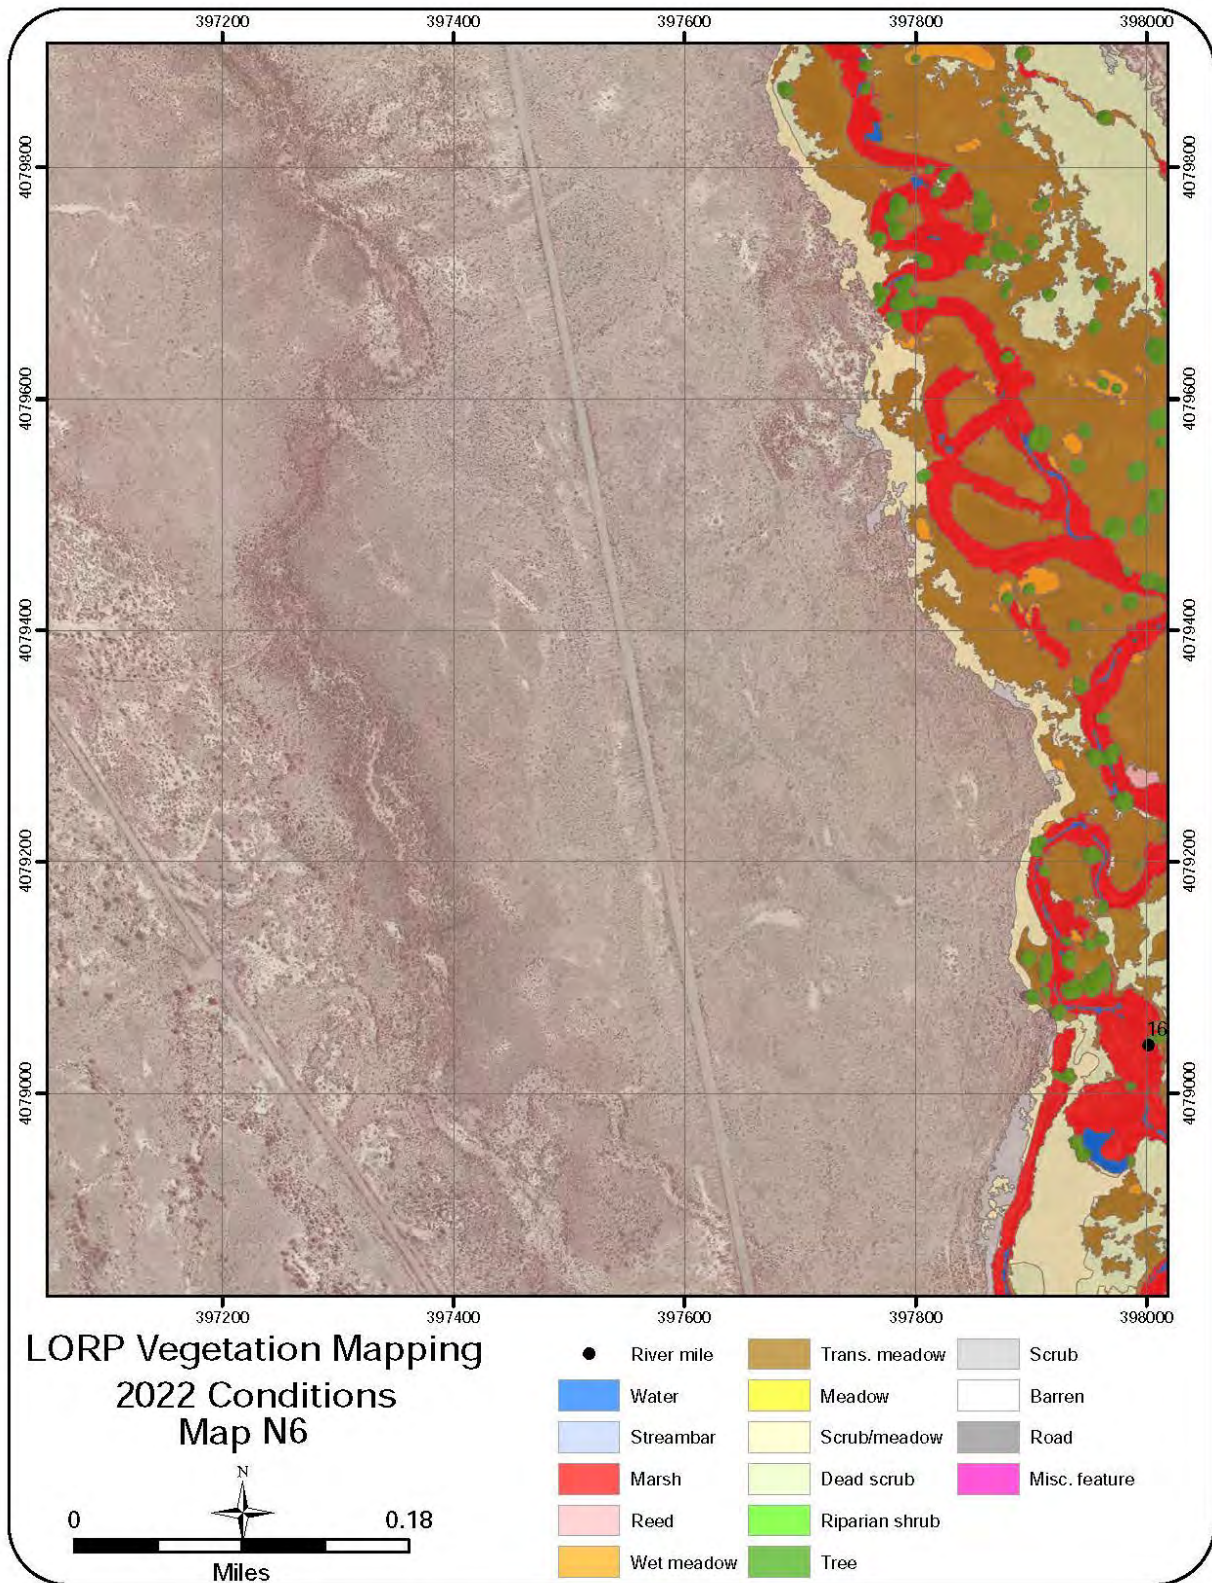 397200 397400 397600 397800 398000
4079800 4079800
4079600 4079600
4079400 4079400
4079200 4079200
16
4079000 4079000
397200 397400 397600 397800 398000
LORP Vegetation Mapping
2022 Conditions
Map N6
N
0 0.18
Miles
River mile
Water
Streambar
Marsh
Reed
Wet meadow
Trans. meadow
Meadow
Scrub/meadow
Dead scrub
Riparian shrub
Tree
Scrub
Barren
Road
Misc. feature